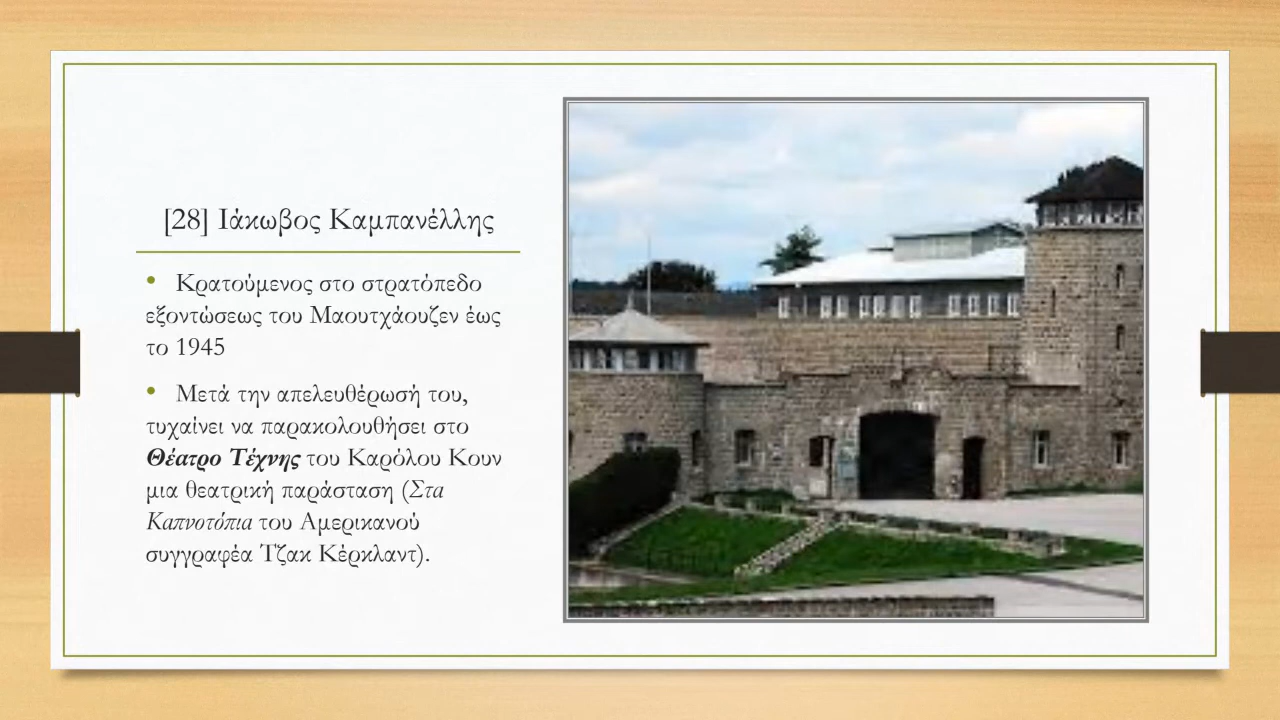 [28] Ιάκωβος Καμπανέλλης
• Κρατούμενος στο στρατόπεδο
εξοντώσεως του Μαουτχάουζεν έως
το 1945
• Μετά την απελευθέρωσή του,
τυχαίνει να παρακολουθήσει στο
Θέατρο Τέχνης του Καρόλου Κουν
μια θεατρική παράσταση (Στα
Καπνοτόπια του Αμερικανού
συγγραφέα Τζακ Κέρκλαντ).